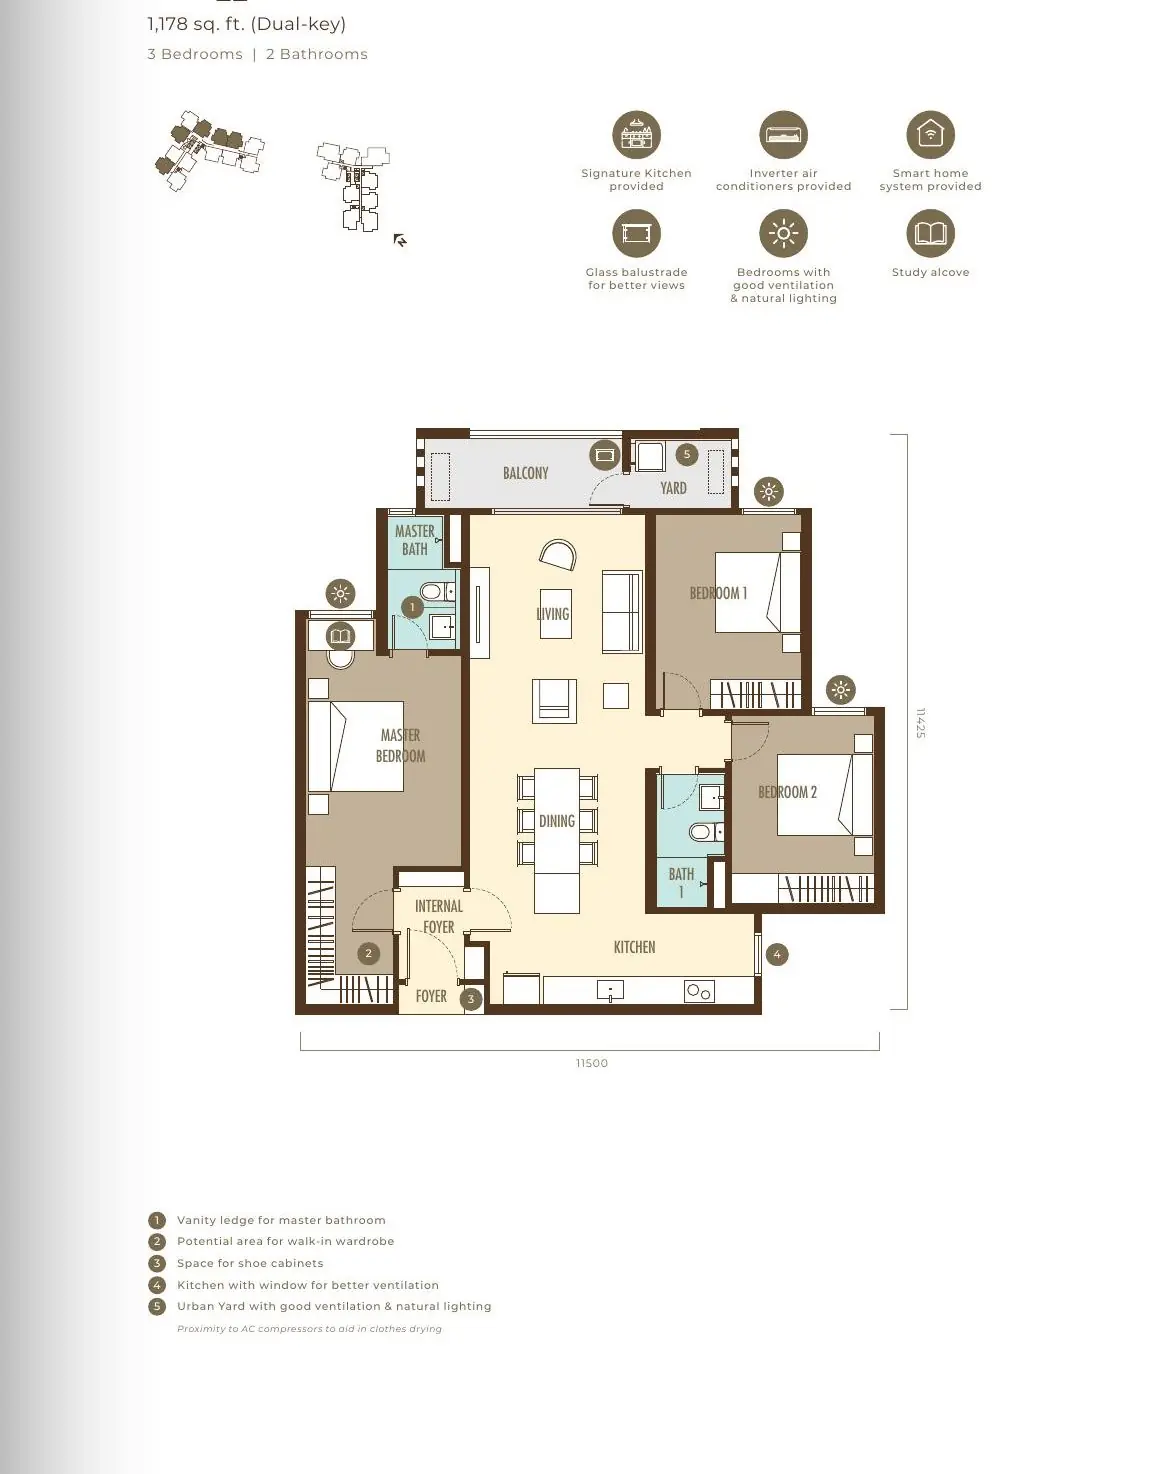 1,178 sq. ft. (Dual-key)
3 Bedrooms | 2 Bathrooms
Signature Kitchen
provided
Inverter air
conditioners provided
Smart home
system provided
Glass balustrade
for better views
Bedrooms with
good ventilation
& natural lighting
Study alcove
N
BALCONY
5
YARD
MASTER
BATH
1
LIVING
BEDROOM 1
MASTER
BEDROOM
DINING
BEDROOM 2
BATH
1
INTERNAL
FOYER
2
KITCHEN
4
FOYER
3
11425
11500
1 Vanity ledge for master bathroom
2 Potential area for walk-in wardrobe
3 Space for shoe cabinets
4 Kitchen with window for better ventilation
5 Urban Yard with good ventilation & natural lighting
Proximity to AC compressors to aid in clothes drying